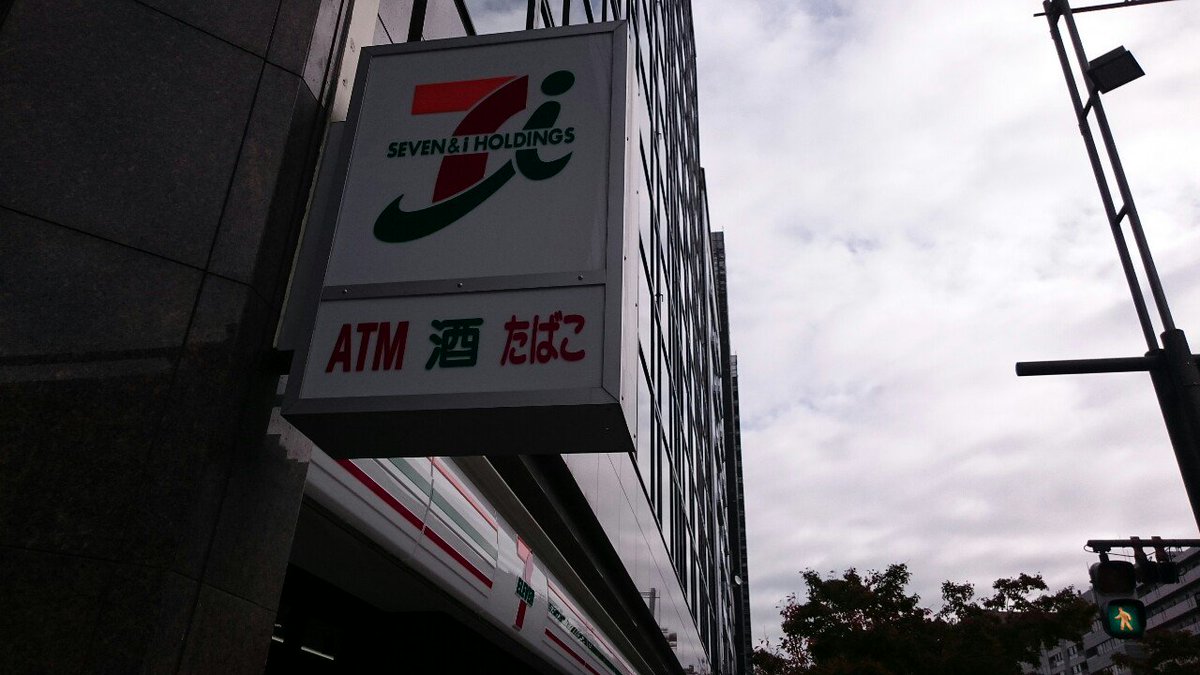 SEVEN & i HOLDINGS
ATM 酒 たばこ